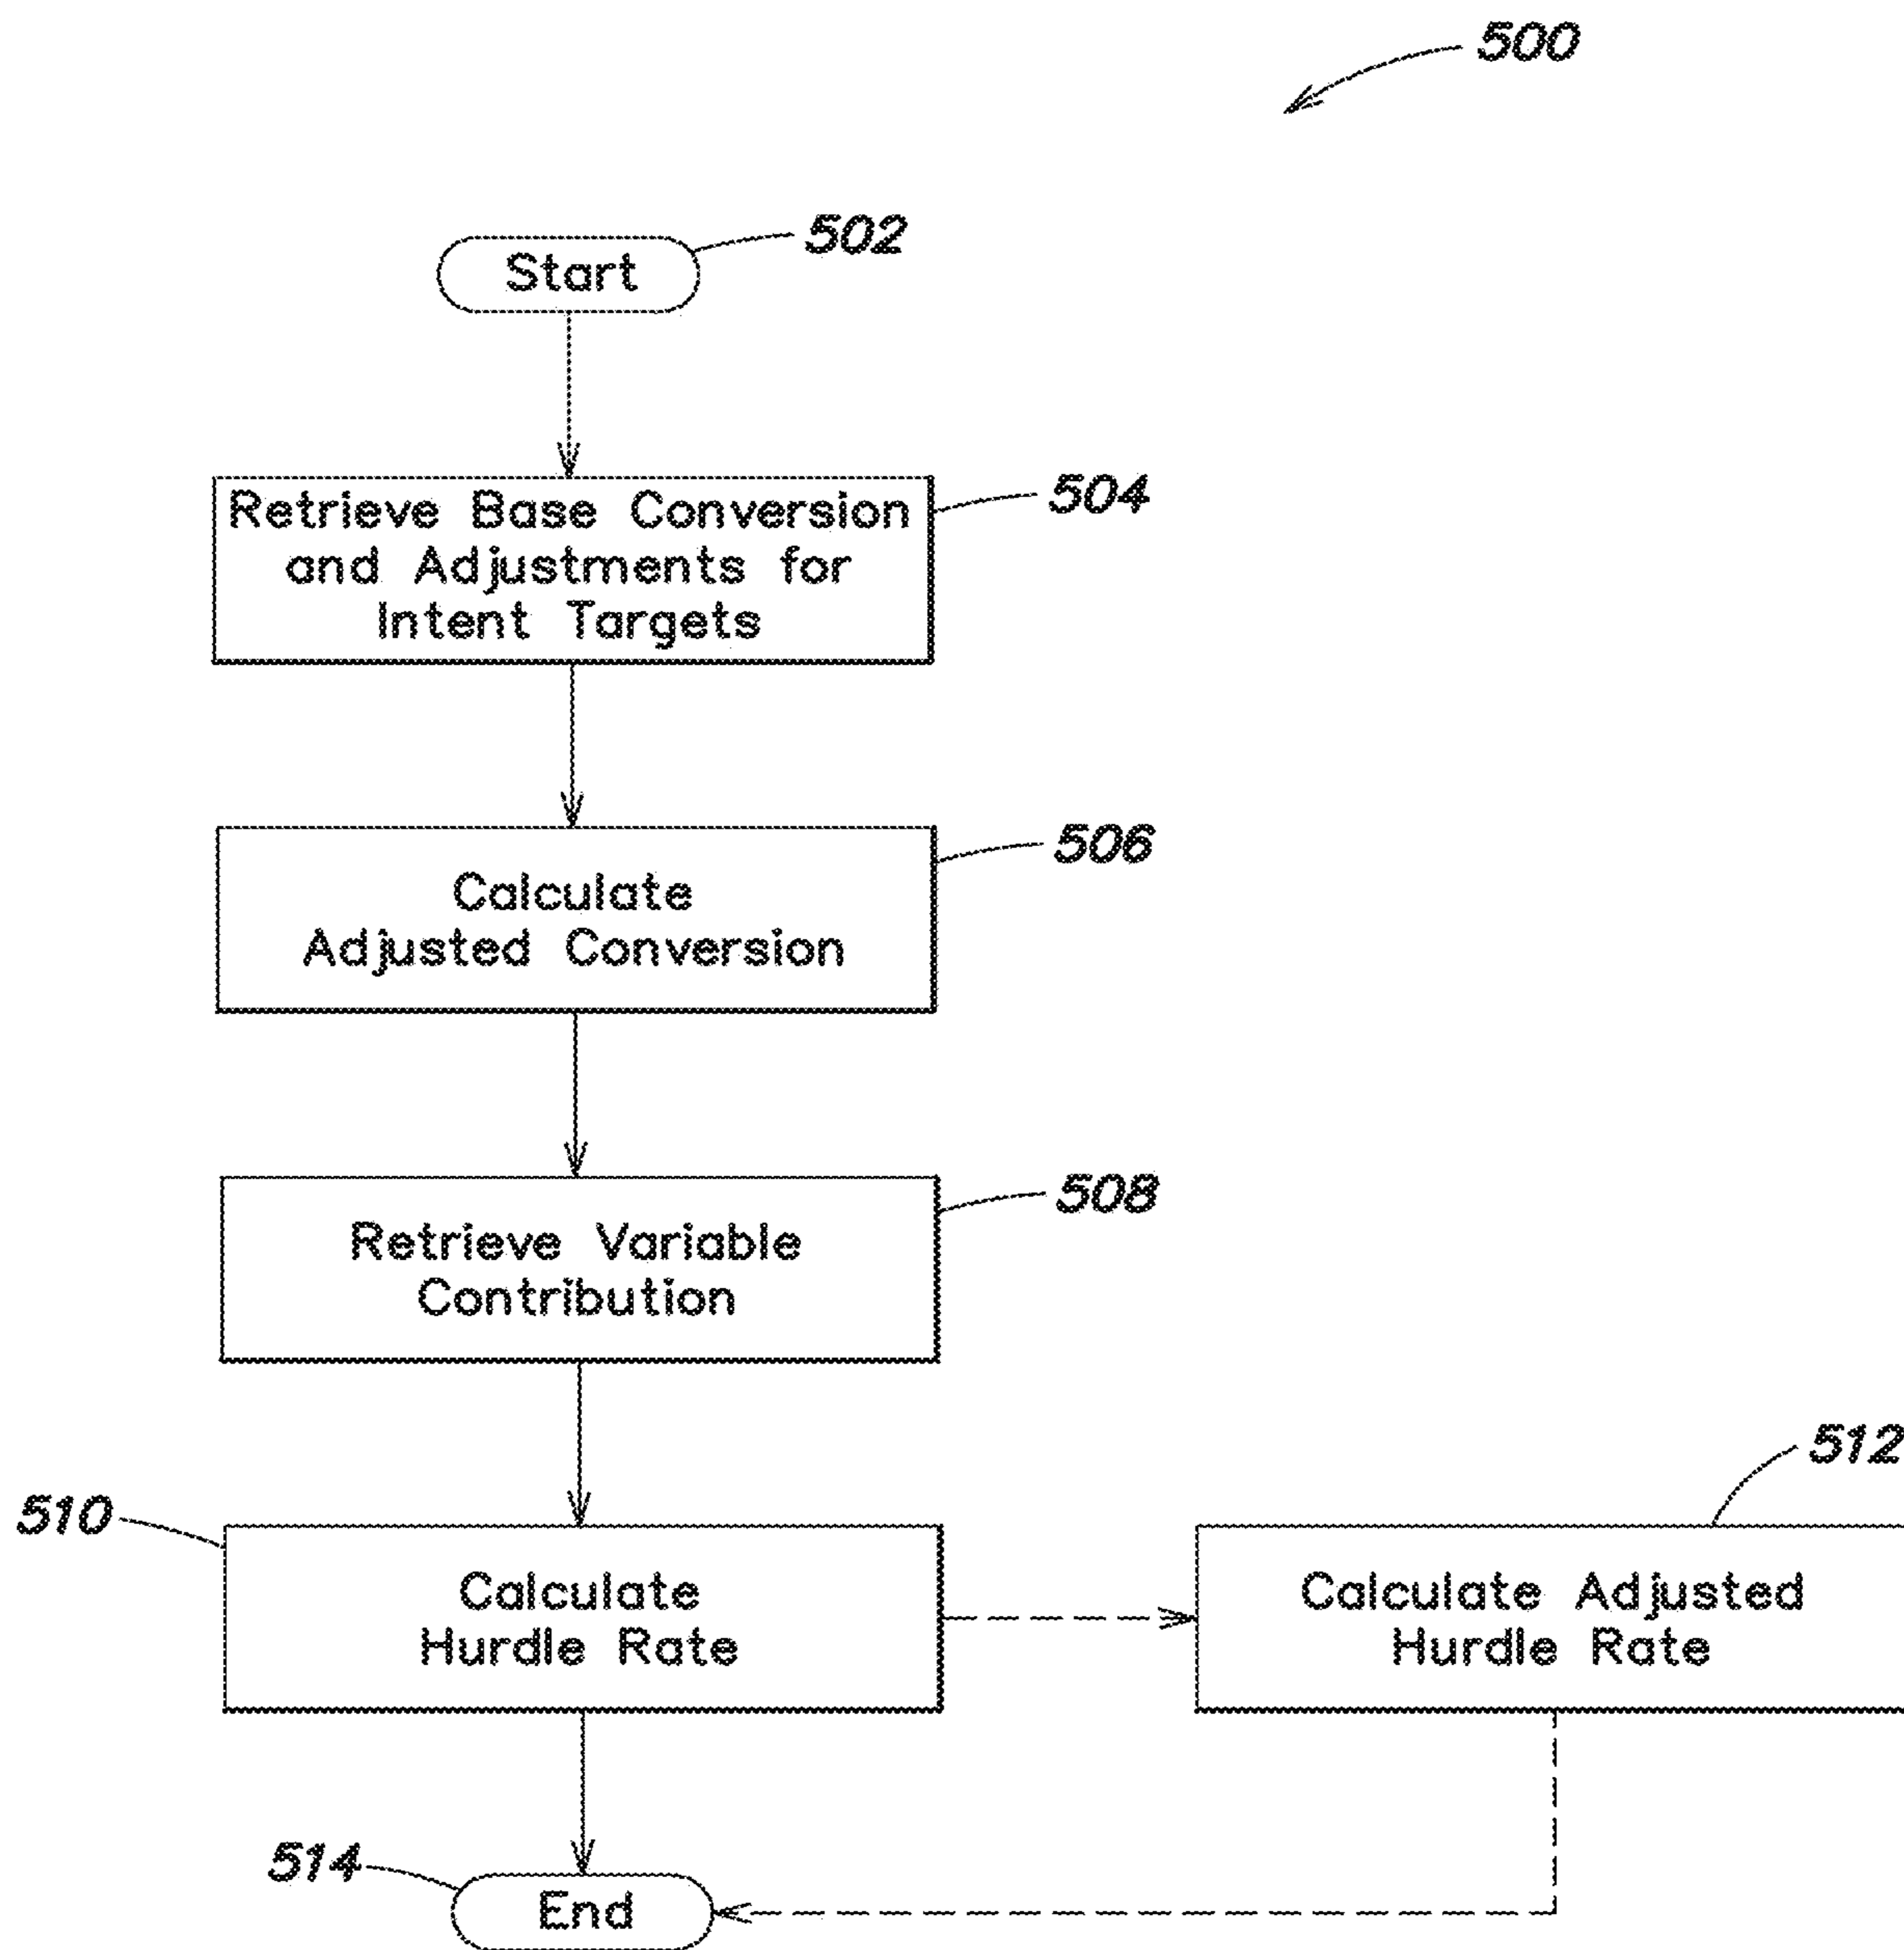 500
502
Start
504
Retrieve Base Conversion
and Adjustments for
Intent Targets
506
Calculate
Adjusted Conversion
508
Retrieve Variable
Contribution
510
Calculate
Hurdle Rate
512
Calculate Adjusted
Hurdle Rate
514
End